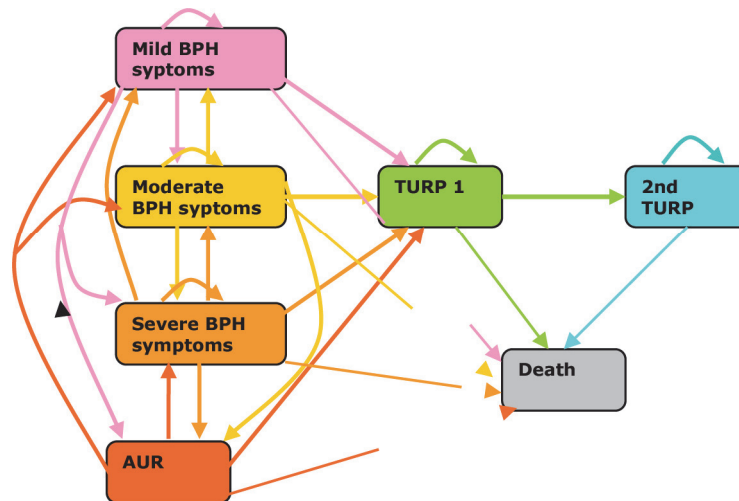 Mild BPH
syptoms
Moderate
BPH syptoms
TURP 1
2nd
TURP
Severe BPH
symptoms
Death
AUR